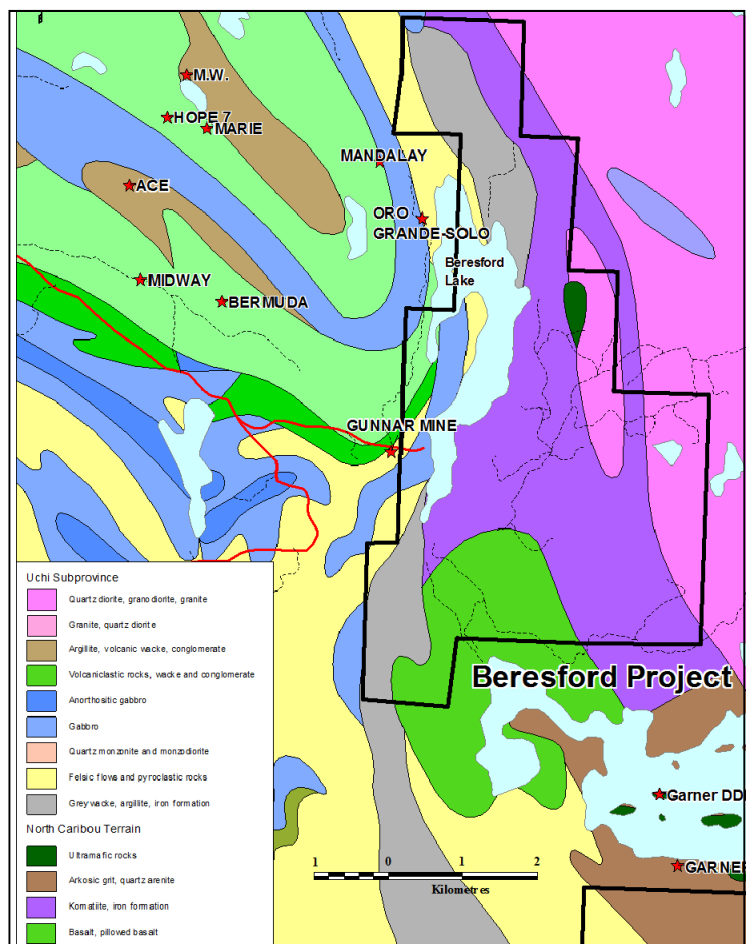 M.W.
HOPE 7
MARIE
MANDALAY
ACE
ORO
GRANDE-SOLO
Beresford
Lake
MIDWAY
BERMUDA
GUNNAR MINE
Uchi Subprovince
Quartz diorite, granodiorite, granite
Granite, quartz diorite
Argillite, volcanic wacke, conglomerate
Volcaniclastic rocks, wacke and conglomerate
Anorthositic gabbro
Gabbro
Quartz monzonite and monzodiorite
Felsic flows and pyroclastic rocks
Greywacke, argillite, iron formation
North Caribou Terrain
Ultramafic rocks
Arkosic grit, quartz arenite
Komatiite, iron formation
Basalt, pillowed basalt
Beresford Project
Garner DD
GARNER
1 0 1 2
Kilometres